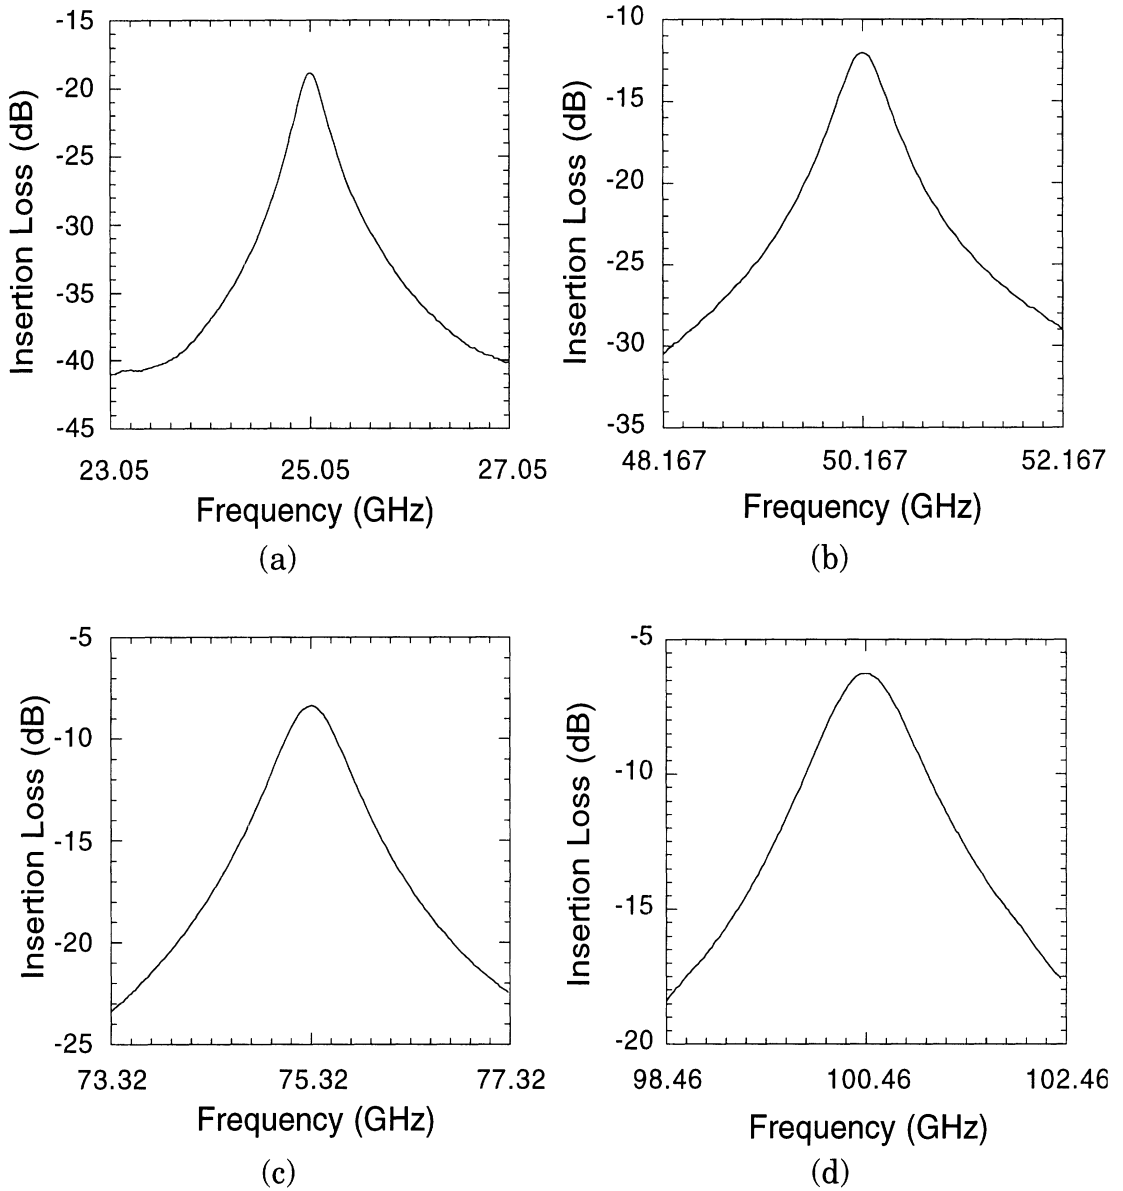 -15
-20
-25
-30
-35
-40
-45
Insertion Loss (dB)
23.05 25.05 27.05
Frequency (GHz)
(a)
-10
-15
-20
-25
-30
-35
Insertion Loss (dB)
48.167 50.167 52.167
Frequency (GHz)
(b)
-5
-10
-15
-20
-25
Insertion Loss (dB)
73.32 75.32 77.32
Frequency (GHz)
(c)
-5
-10
-15
-20
Insertion Loss (dB)
98.46 100.46 102.46
Frequency (GHz)
(d)